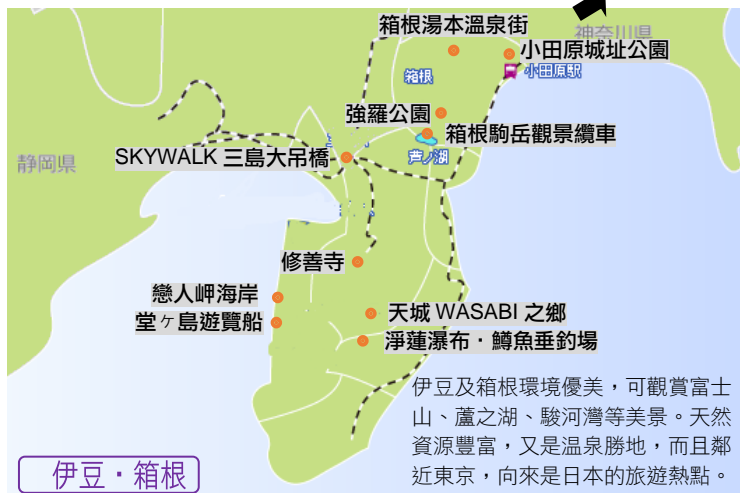 箱根湯本溫泉街
神奈川県
小田原城址公園
小田原駅
箱根
強羅公園
箱根駒岳觀景纜車
芦ノ湖
SKYWALK 三島大吊橋
静岡県
修善寺
戀人岬海岸
堂ヶ島遊覽船
天城 WASABI 之鄉
淨蓮瀑布・鱒魚垂釣場
伊豆及箱根環境優美，可觀賞富士
山、蘆之湖、駿河灣等美景。天然
資源豐富，又是温泉勝地，而且鄰
近東京，向來是日本的旅遊熱點。
伊豆・箱根